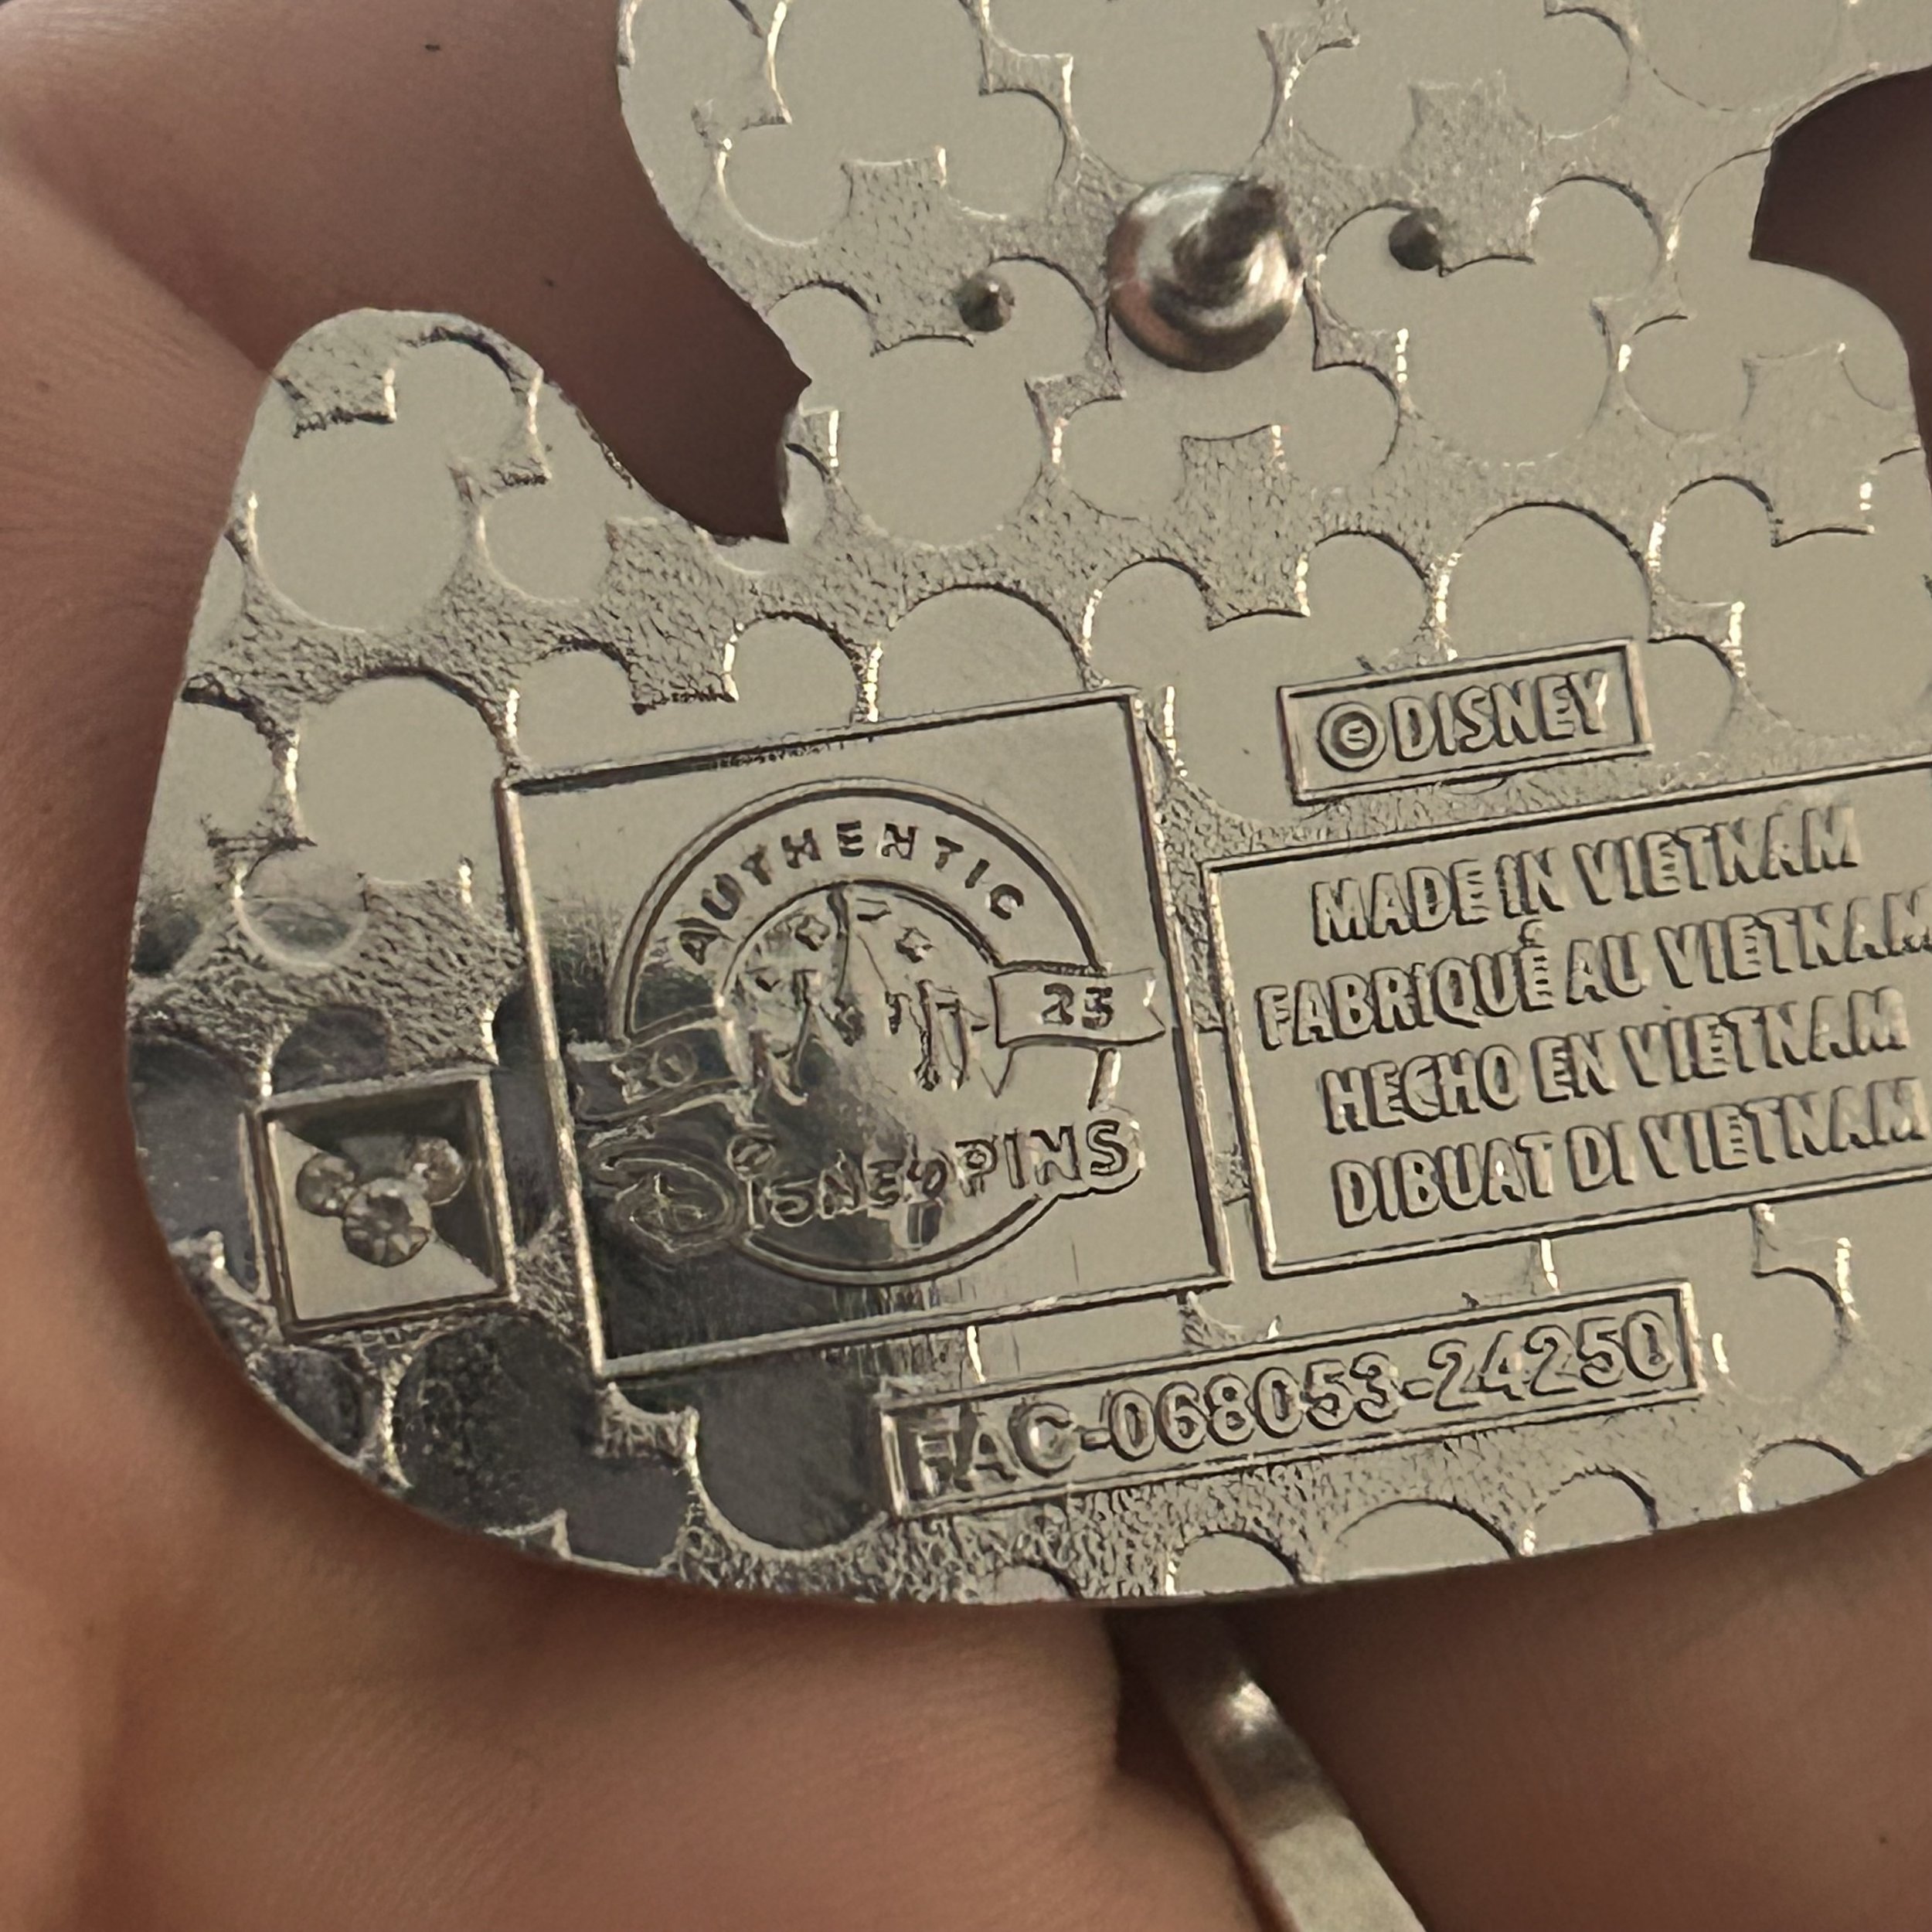 ©DISNEY
AUTHENTIC
20 25
DISNEY PINS
MADE IN VIETNAM
FABRIQUÉ AU VIETNAM
HECHO EN VIETNAM
DIBUAT DI VIETNAM
FAC-068053-24250